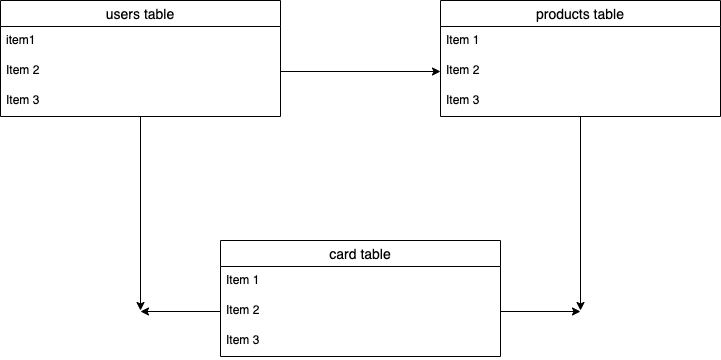 users table
item1
Item 2
Item 3
products table
Item 1
Item 2
Item 3
card table
Item 1
Item 2
Item 3